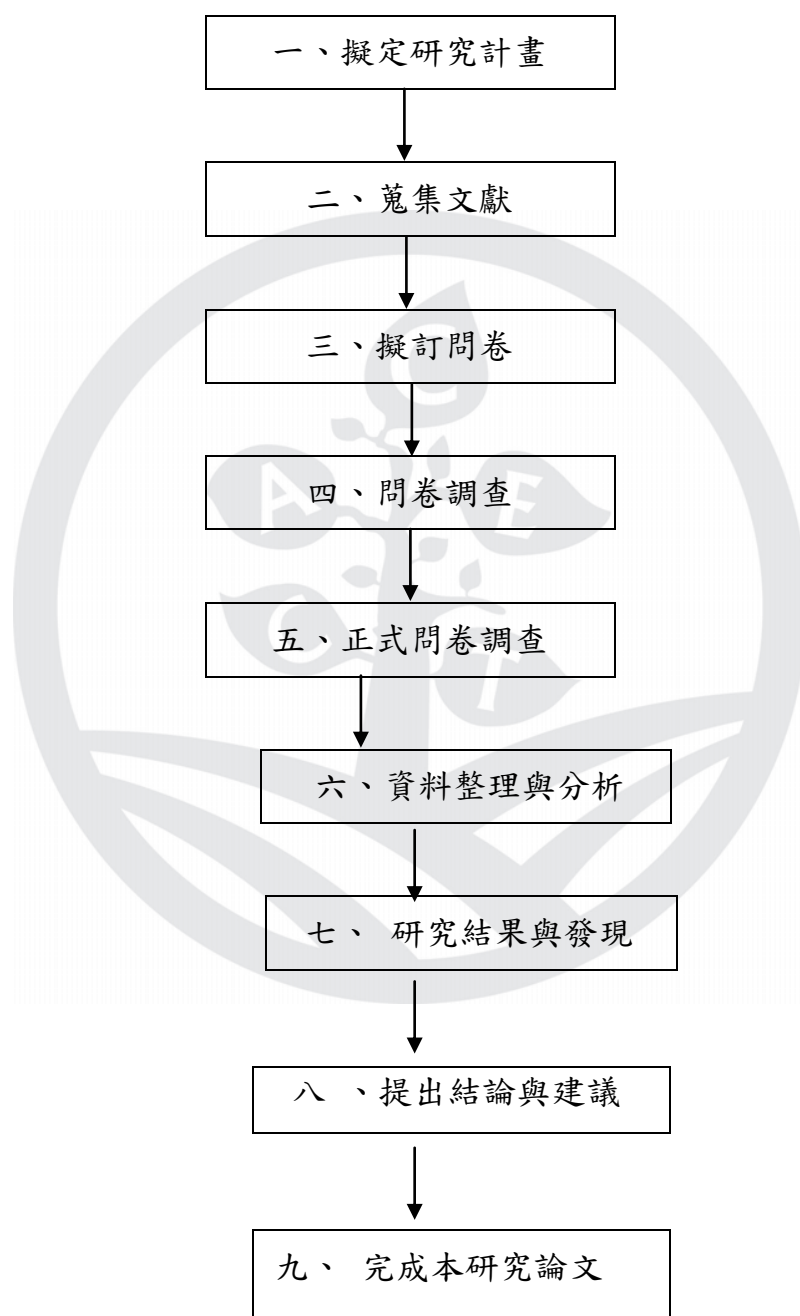 一、擬定研究計畫
二、蒐集文獻
三、擬訂問卷
C
四、問卷調查
A
E
五、正式問卷調查
C
T
六、資料整理與分析
七、 研究結果與發現
八 、提出結論與建議
九、 完成本研究論文